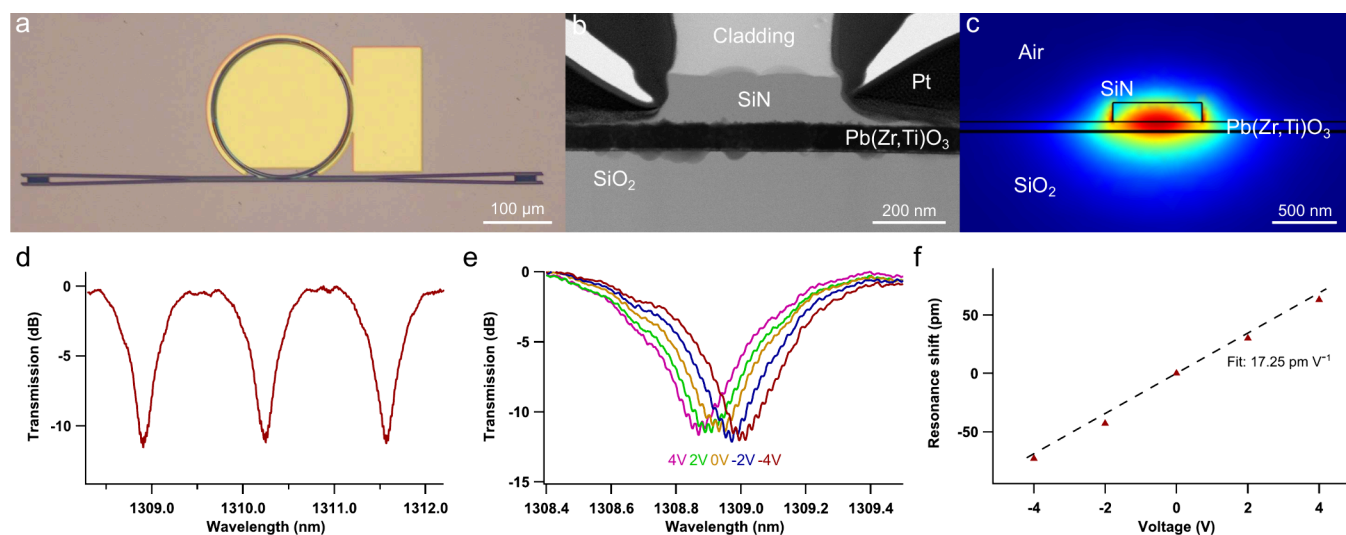 a
100 µm
b
Cladding
SiN
Pt
Pb(Zr,Ti)O₃
SiO₂
200 nm
c
Air
SiN
Pb(Zr,Ti)O₃
SiO₂
500 nm
d
Transmission (dB)
0
-5
-10
1309.0 1310.0 1311.0 1312.0
Wavelength (nm)
e
Transmission (dB)
0
-5
-10
-15
4V 2V 0V -2V -4V
1308.4 1308.6 1308.8 1309.0 1309.2 1309.4
Wavelength (nm)
f
Resonance shift (pm)
50
0
-50
Fit: 17.25 pm V⁻¹
-4 -2 0 2 4
Voltage (V)